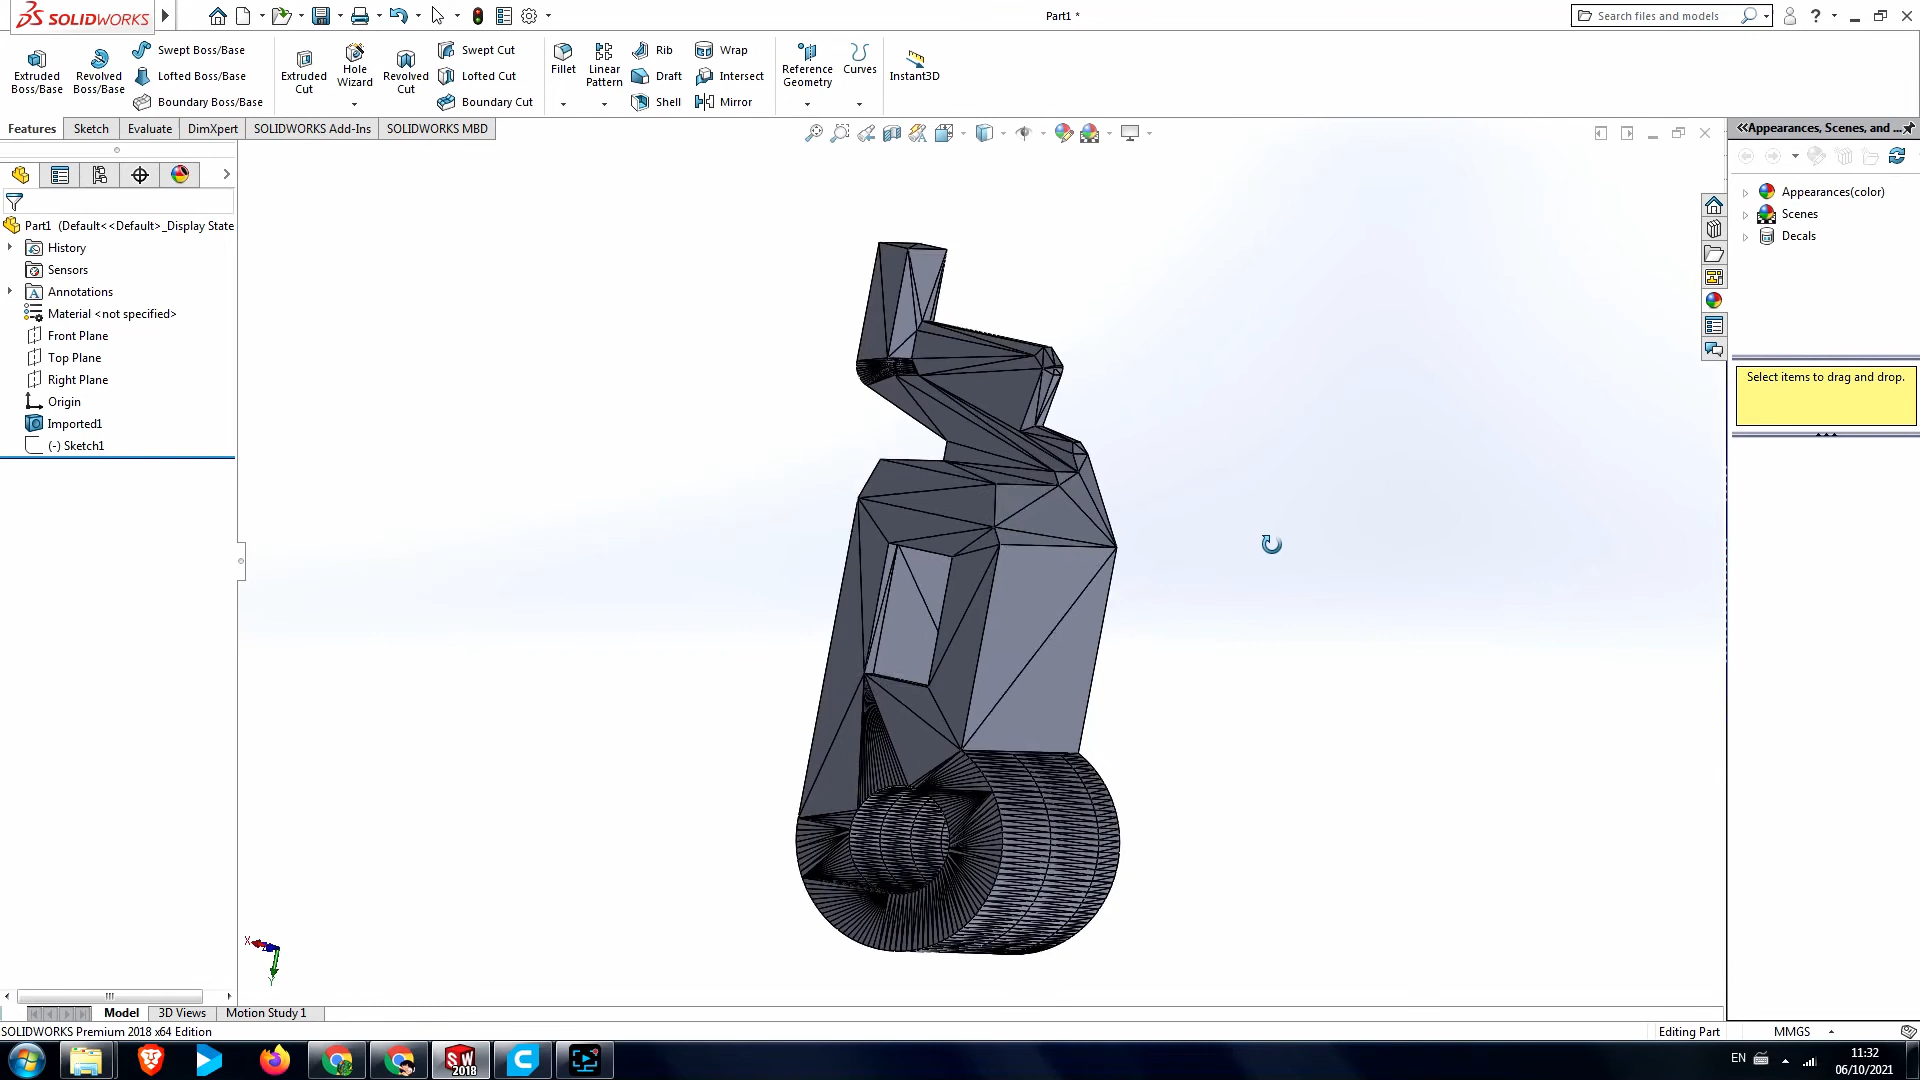 SOLIDWORKS
Part1 *
Search files and models
Extruded Boss/Base
Revolved Boss/Base
Swept Boss/Base
Lofted Boss/Base
Boundary Boss/Base
Extruded Cut
Hole Wizard
Revolved Cut
Swept Cut
Lofted Cut
Boundary Cut
Fillet
Linear Pattern
Rib
Draft
Shell
Wrap
Intersect
Mirror
Reference Geometry
Curves
Instant3D
Features
Sketch
Evaluate
DimXpert
SOLIDWORKS Add-Ins
SOLIDWORKS MBD
Appearances, Scenes, and ...
Part1 (Default<<Default>_Display State
History
Sensors
Annotations
Material <not specified>
Front Plane
Top Plane
Right Plane
Origin
Imported1
(-) Sketch1
Appearances(color)
Scenes
Decals
Select items to drag and drop.
X
Y
Model
3D Views
Motion Study 1
SOLIDWORKS Premium 2018 x64 Edition
Editing Part
MMGS
SW
2018
EN
11:32
06/10/2021